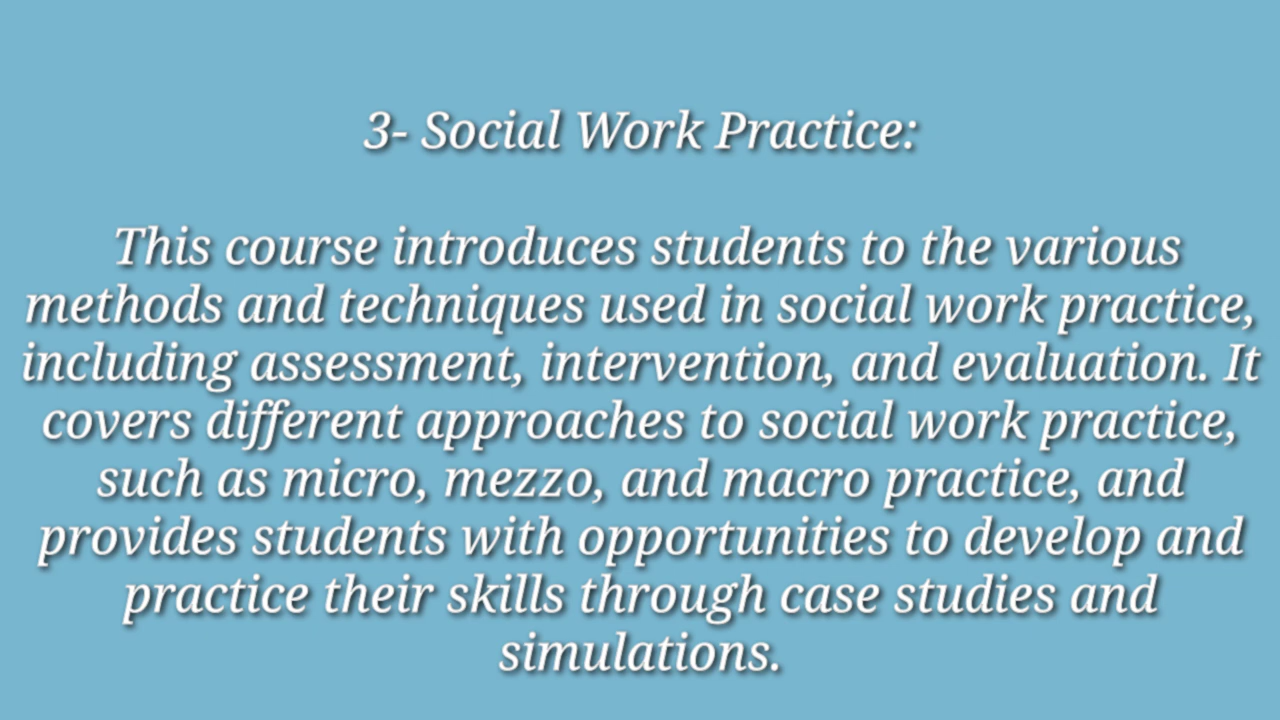 3- Social Work Practice:
This course introduces students to the various
methods and techniques used in social work practice,
including assessment, intervention, and evaluation. It
covers different approaches to social work practice,
such as micro, mezzo, and macro practice, and
provides students with opportunities to develop and
practice their skills through case studies and
simulations.